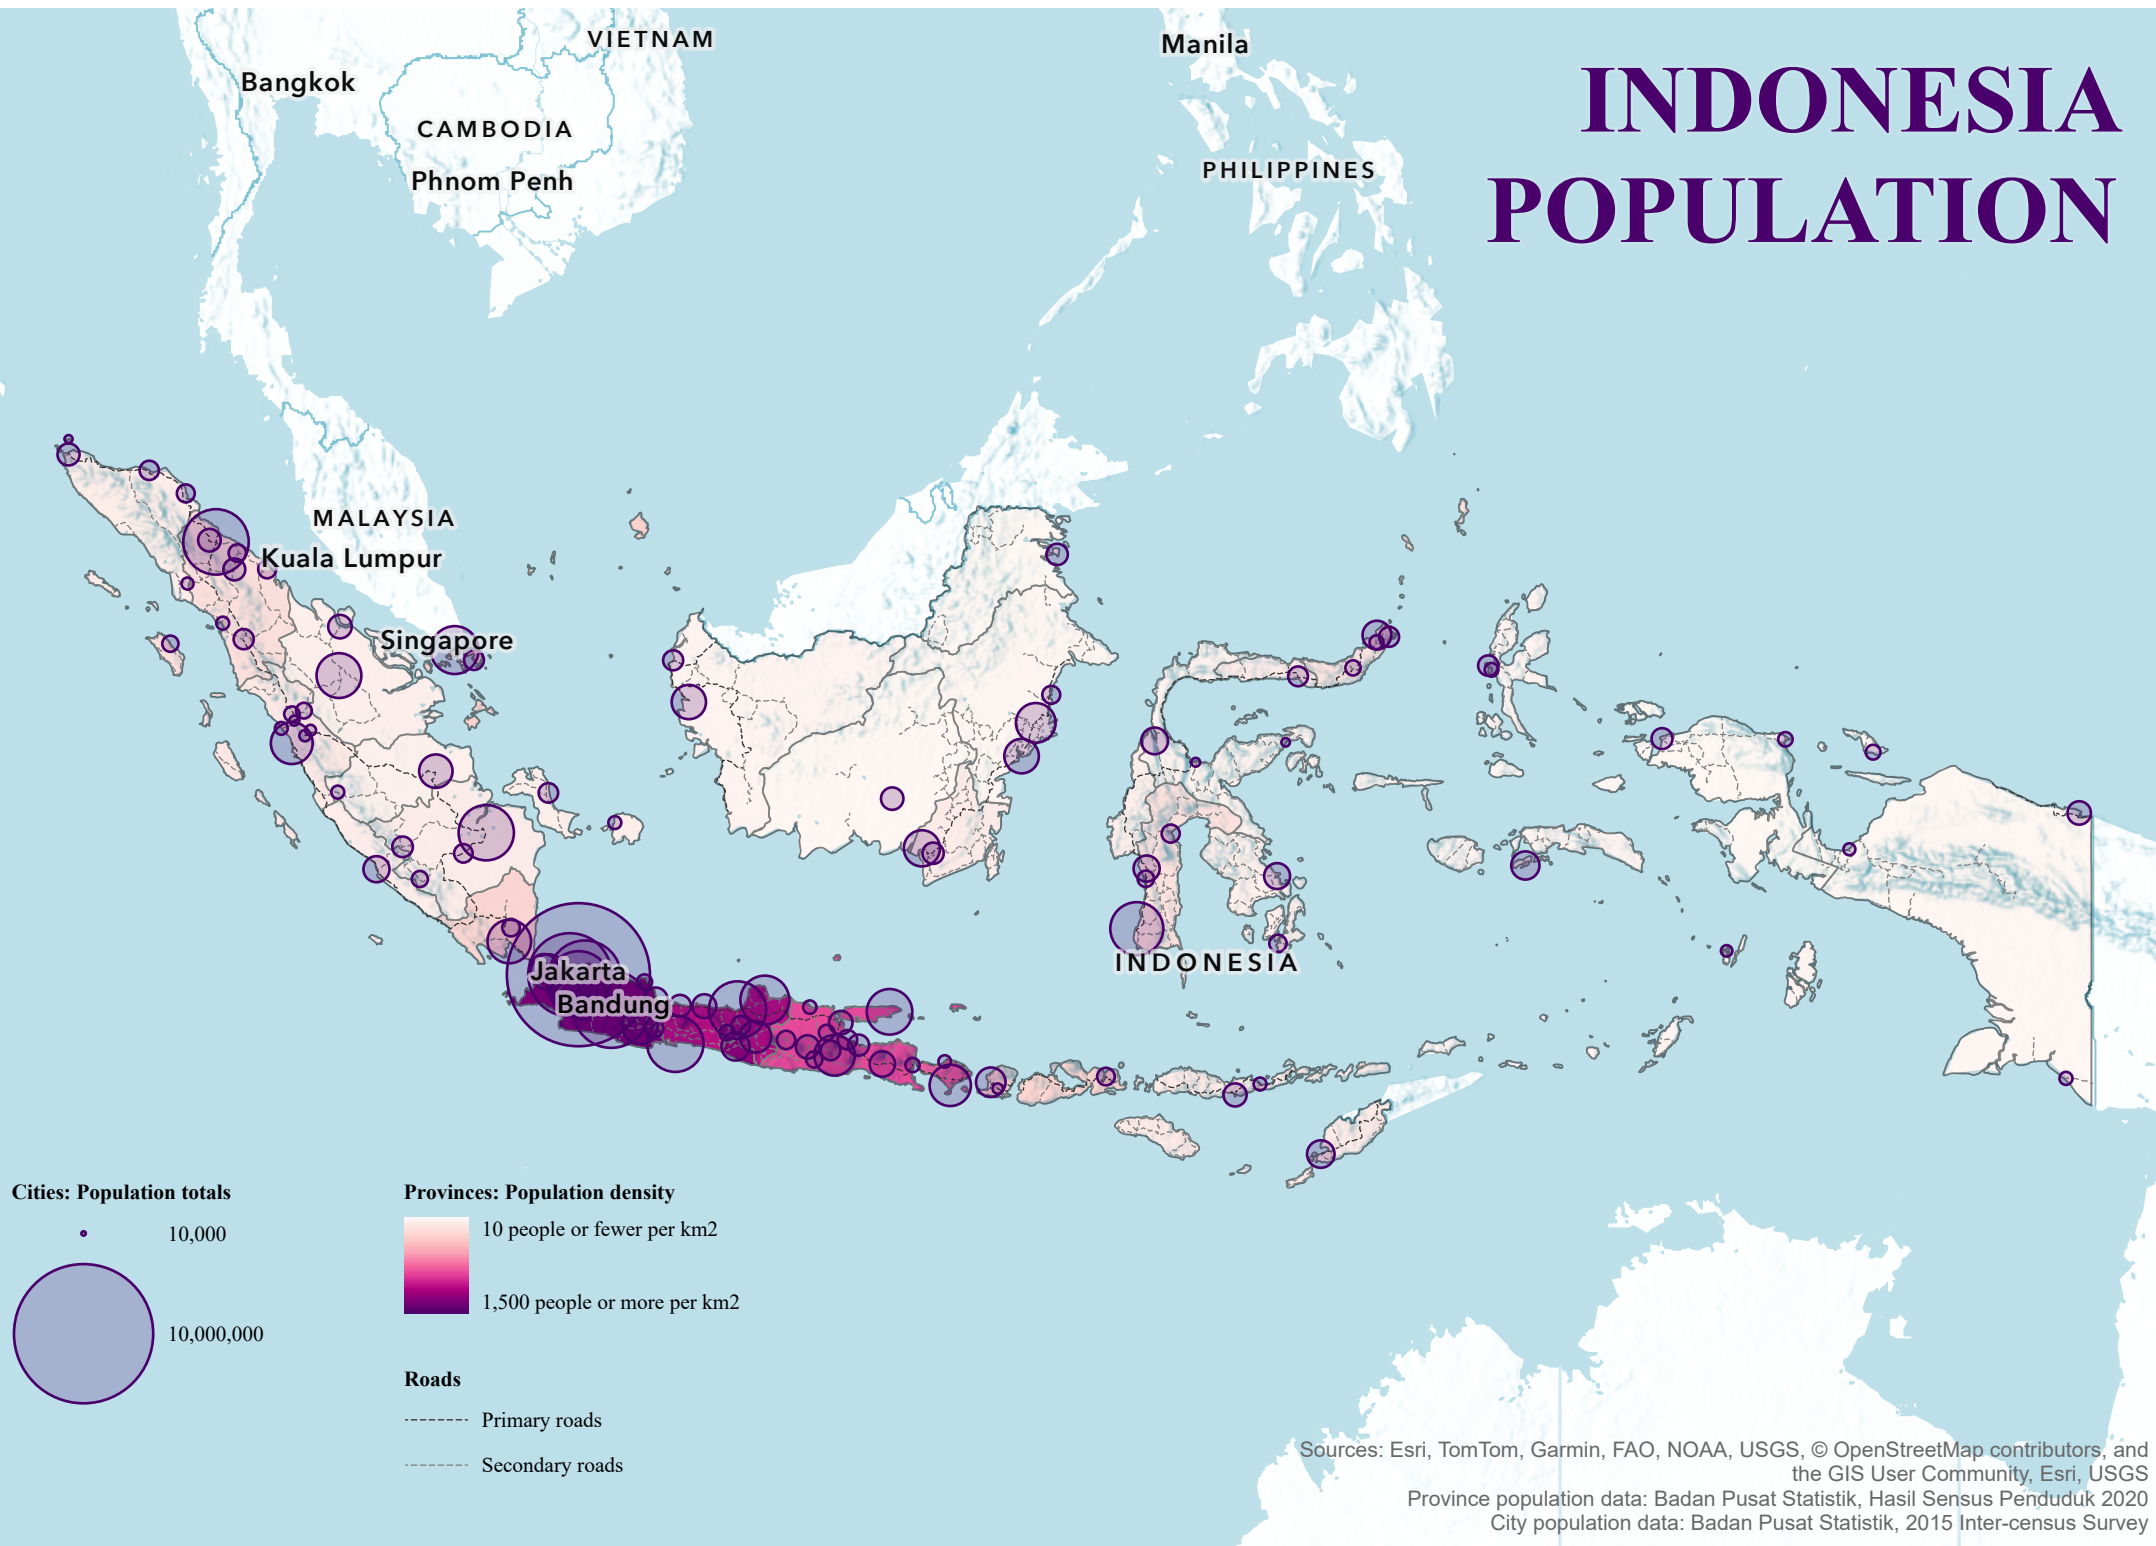 INDONESIA
POPULATION
VIETNAM
Manila
Bangkok
CAMBODIA
PHILIPPINES
Phnom Penh
MALAYSIA
Kuala Lumpur
Singapore
INDONESIA
Jakarta
Bandung
Cities: Population totals
10,000
10,000,000
Provinces: Population density
10 people or fewer per km2
1,500 people or more per km2
Roads
Primary roads
Secondary roads
Sources: Esri, TomTom, Garmin, FAO, NOAA, USGS, © OpenStreetMap contributors, and
the GIS User Community, Esri, USGS
Province population data: Badan Pusat Statistik, Hasil Sensus Penduduk 2020
City population data: Badan Pusat Statistik, 2015 Inter-census Survey